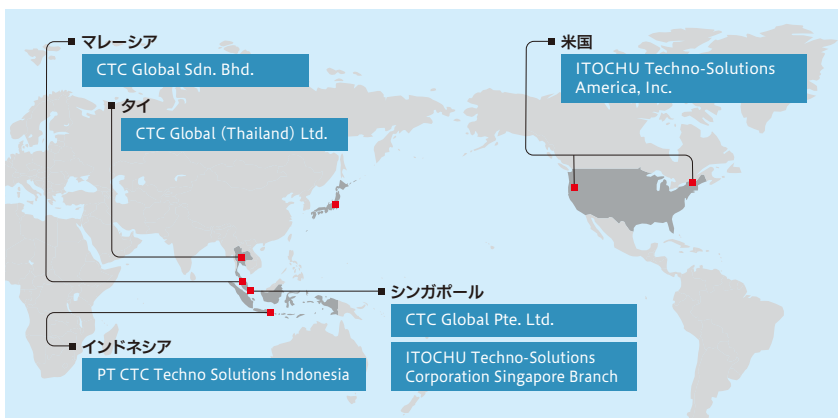 マレーシア
CTC Global Sdn. Bhd.
タイ
CTC Global (Thailand) Ltd.
米国
ITOCHU Techno-Solutions
America, Inc.
シンガポール
CTC Global Pte. Ltd.
ITOCHU Techno-Solutions
Corporation Singapore Branch
インドネシア
PT CTC Techno Solutions Indonesia